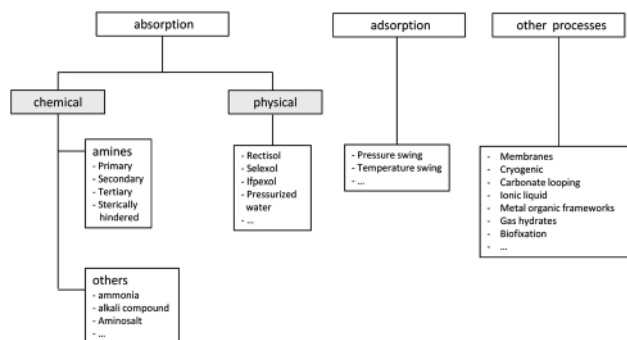 absorption
adsorption
other processes
chemical
physical
amines
- Primary
- Secondary
- Tertiary
- Sterically
hindered
- Rectisol
- Selexol
- Ifpexol
- Pressurized
water
- ...
- Pressure swing
- Temperature swing
- ...
- Membranes
- Cryogenic
- Carbonate looping
- Ionic liquid
- Metal organic frameworks
- Gas hydrates
- Biofixation
- ...
others
- ammonia
- alkali compound
- Aminosalt
- ...